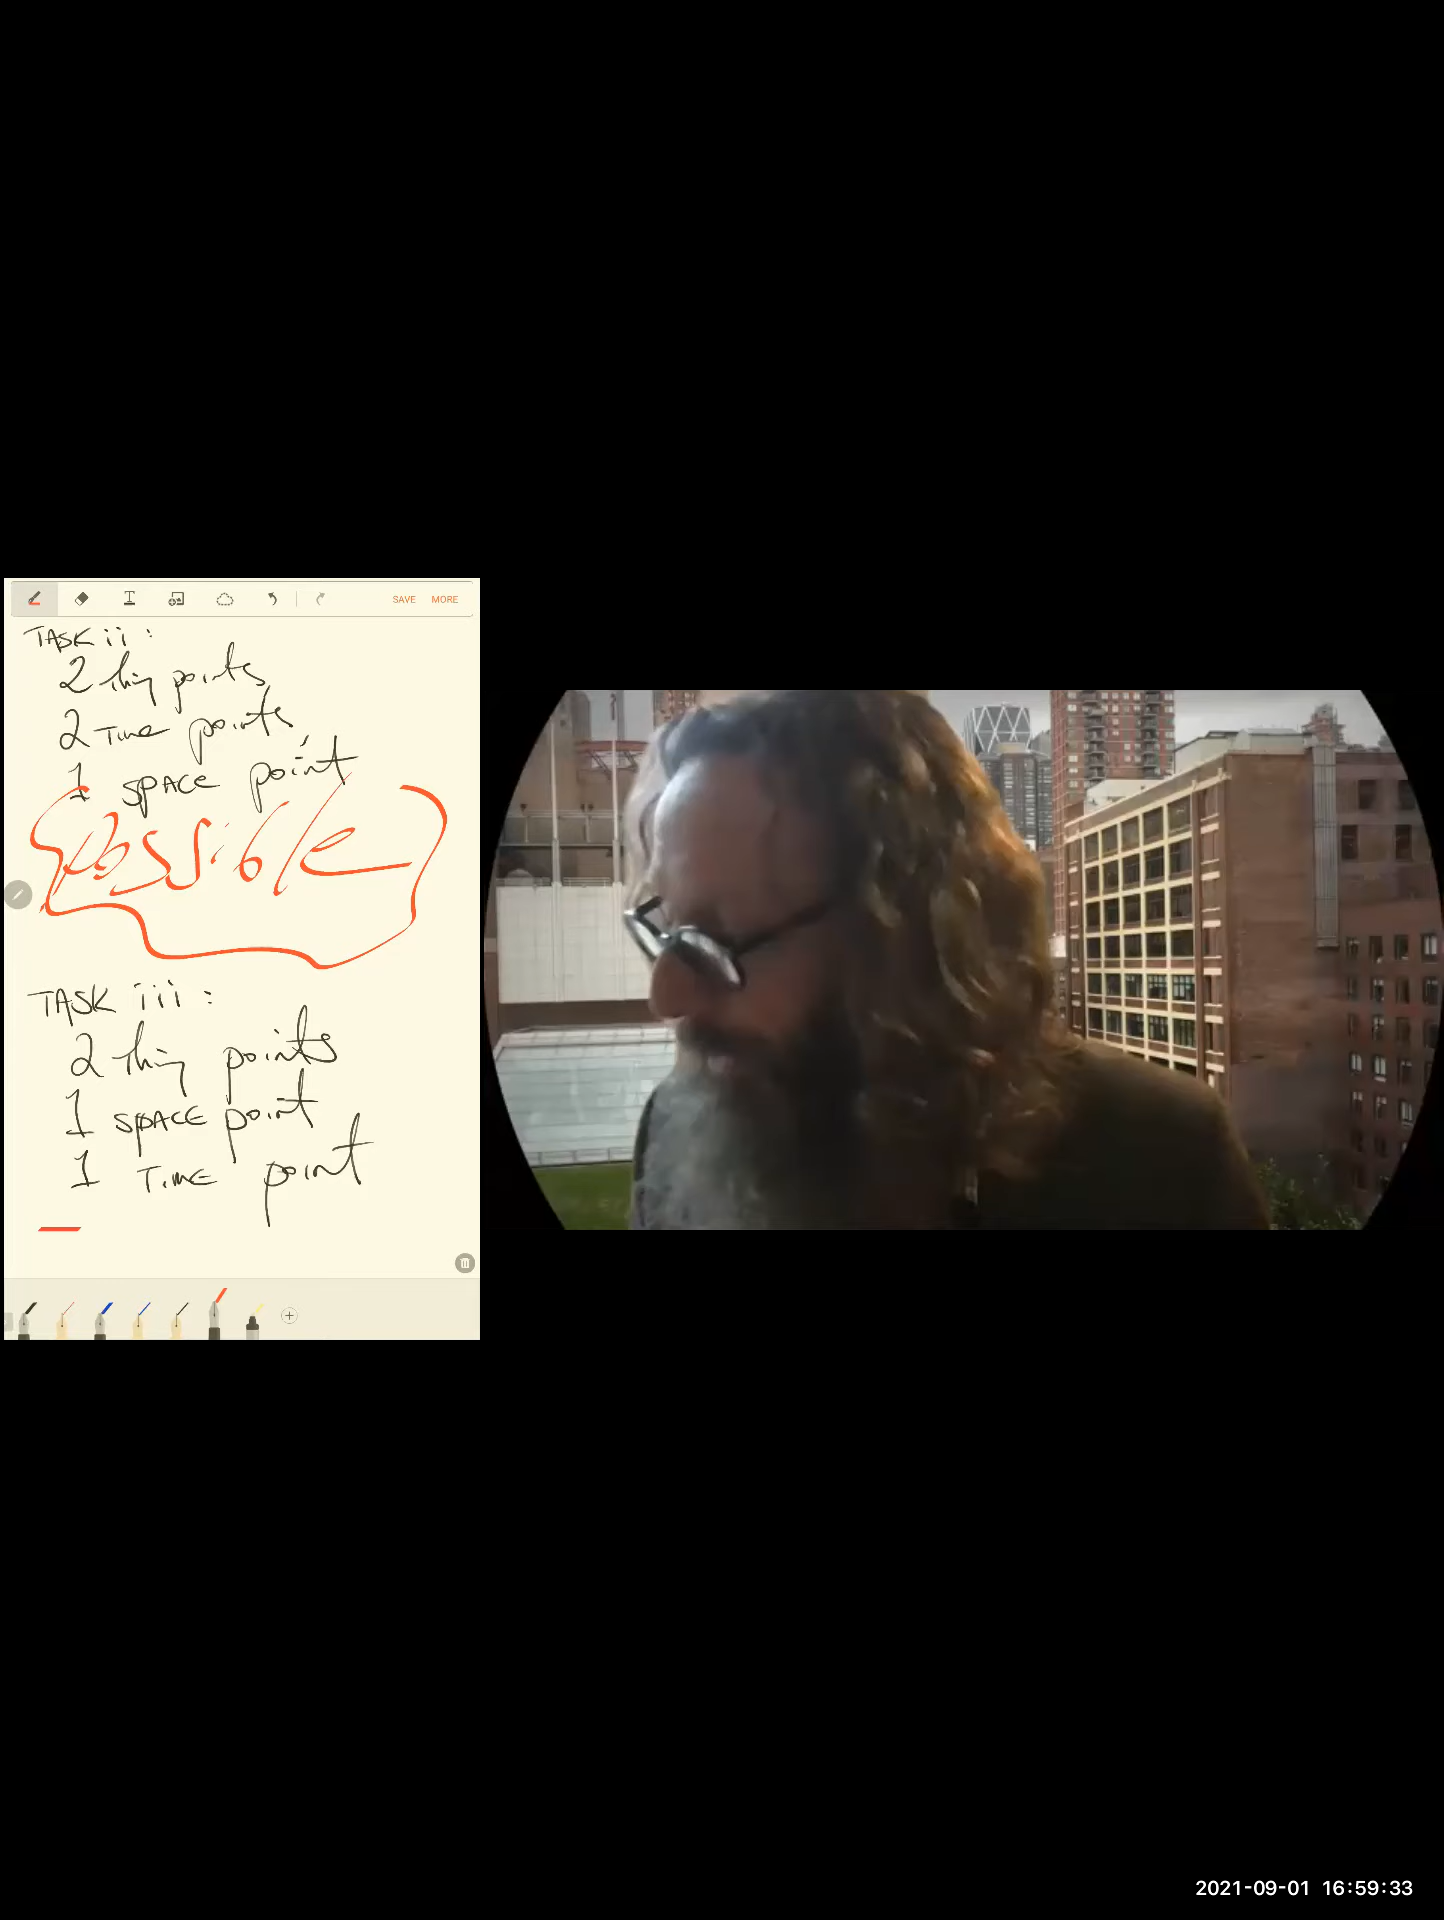 SAVE MORE
TASK ii :
2 thing points
2 TIME points
1 SPACE point
possible
TASK iii :
2 thing points
1 SPACE point
1 TIME point
2021-09-01 16:59:33